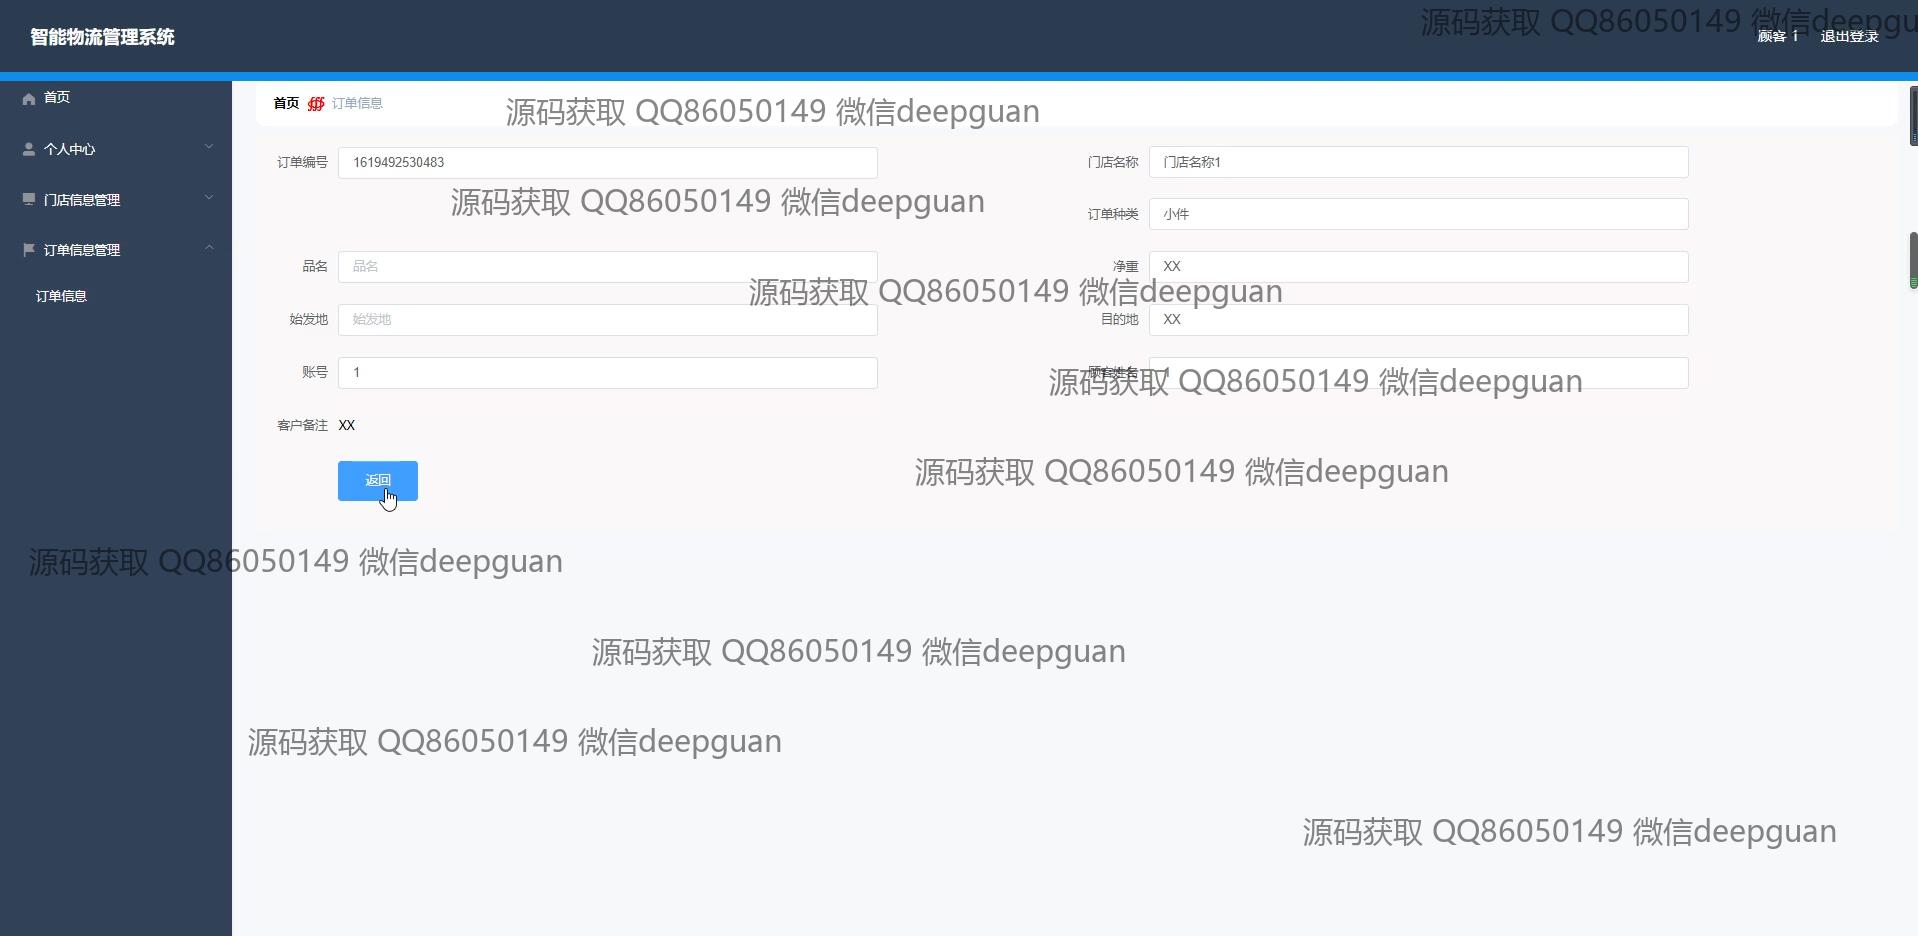 智能物流管理系统
源码获取 QQ86050149 微信deepgu
顾客 1 退出登录
首页
个人中心
门店信息管理
订单信息管理
订单信息
首页 订单信息
源码获取 QQ86050149 微信deepguan
订单编号 1619492530483 门店名称 门店名称1
源码获取 QQ86050149 微信deepguan
订单种类 小件
品名 品名 净重 XX
源码获取 QQ86050149 微信deepguan
始发地 始发地 目的地 XX
账号 1 顾客姓名 1
源码获取 QQ86050149 微信deepguan
客户备注 XX
源码获取 QQ86050149 微信deepguan
返回
源码获取 QQ86050149 微信deepguan
源码获取 QQ86050149 微信deepguan
源码获取 QQ86050149 微信deepguan
源码获取 QQ86050149 微信deepguan